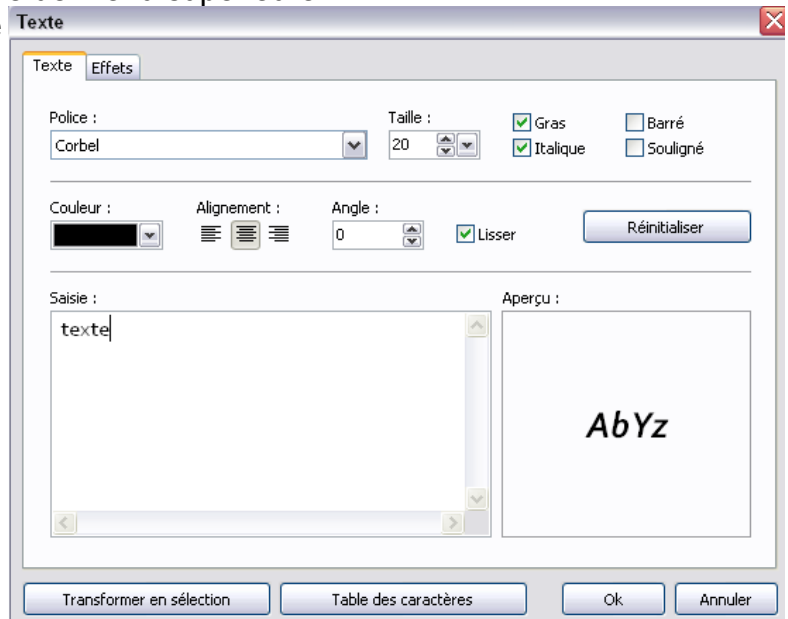 Texte
Texte Effets
Police : Taille :
Corbel 20 Gras Barré
Italique Souligné
Couleur : Alignement : Angle :
0 Lisser Réinitialiser
Saisie : Aperçu :
texte
AbYz
Transformer en sélection Table des caractères Ok Annuler